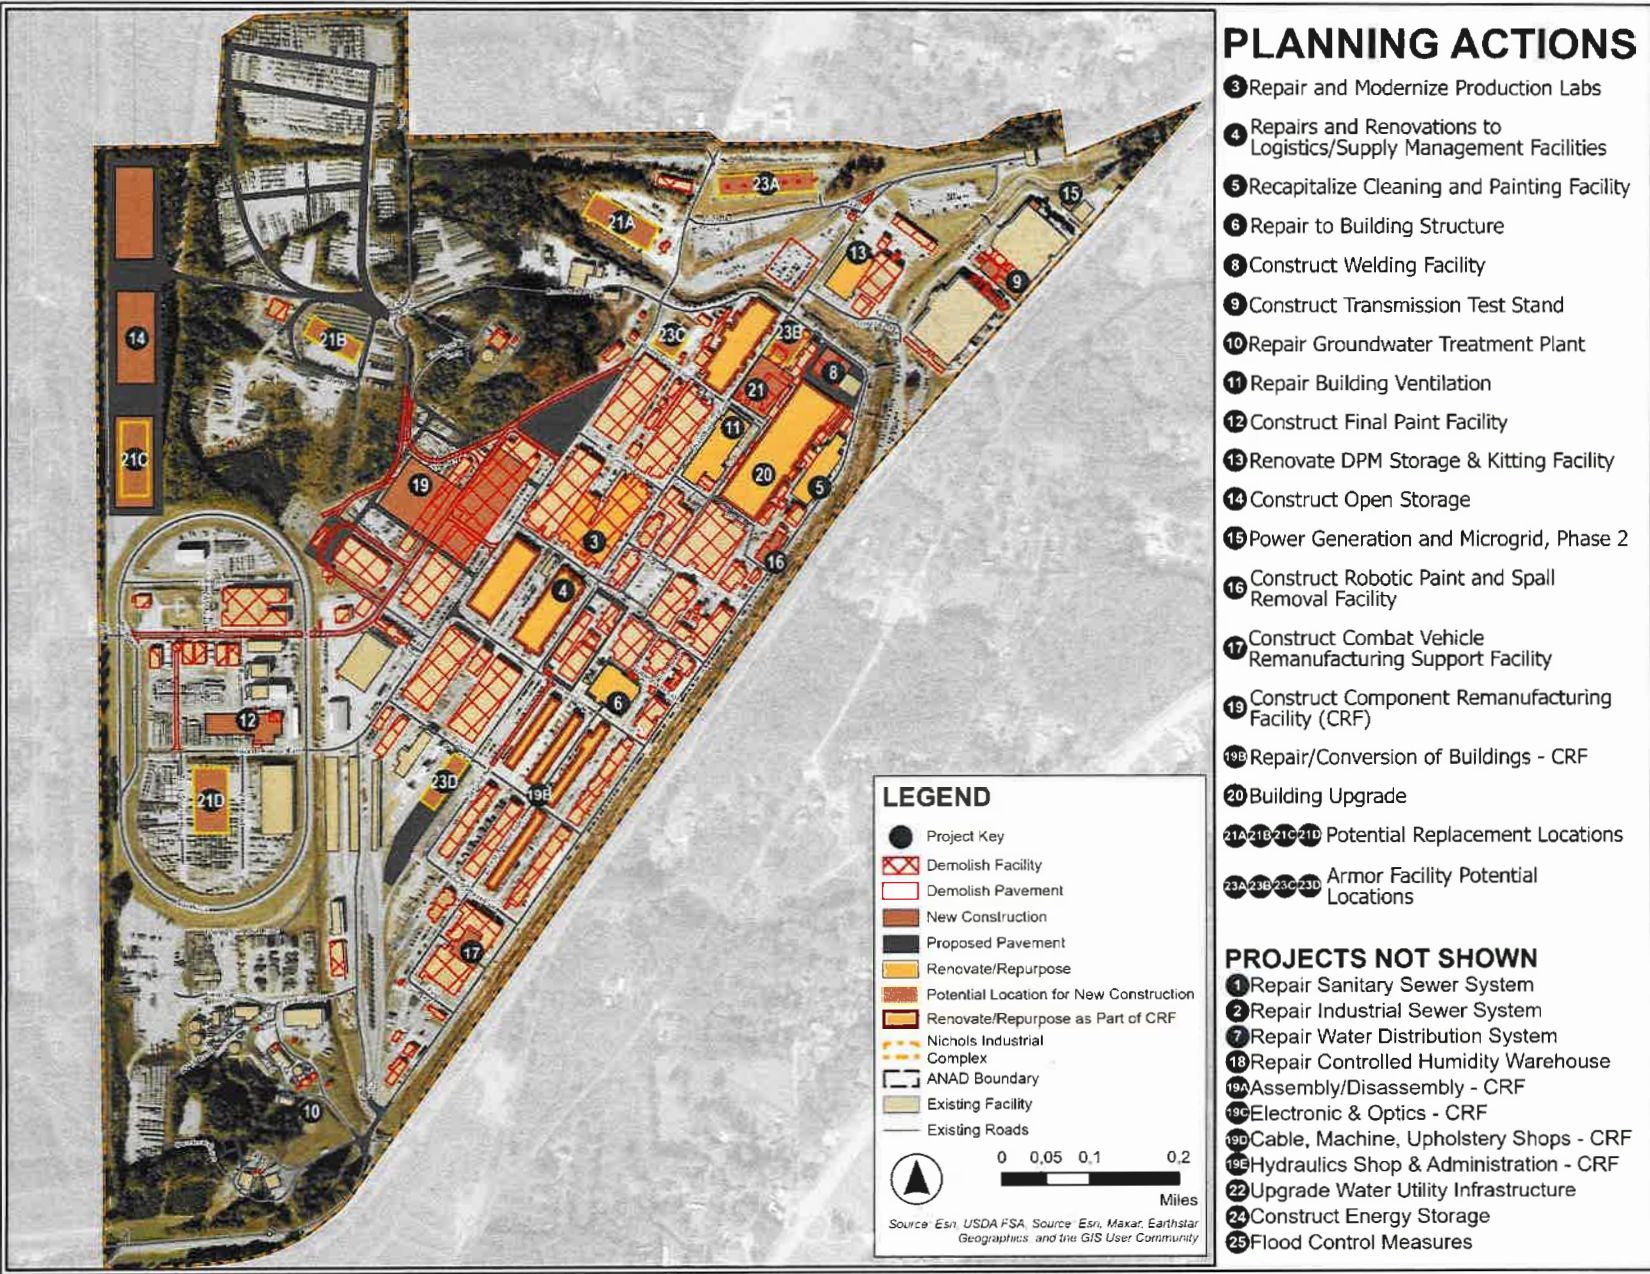 PLANNING ACTIONS
3 Repair and Modernize Production Labs
4 Repairs and Renovations to
Logistics/Supply Management Facilities
5 Recapitalize Cleaning and Painting Facility
6 Repair to Building Structure
8 Construct Welding Facility
9 Construct Transmission Test Stand
10 Repair Groundwater Treatment Plant
11 Repair Building Ventilation
12 Construct Final Paint Facility
13 Renovate DPM Storage & Kitting Facility
14 Construct Open Storage
15 Power Generation and Microgrid, Phase 2
16 Construct Robotic Paint and Spall
Removal Facility
17 Construct Combat Vehicle
Remanufacturing Support Facility
19 Construct Component Remanufacturing
Facility (CRF)
19B Repair/Conversion of Buildings - CRF
20 Building Upgrade
21A 21B 21C 21D Potential Replacement Locations
23A 23B 23C 23D Armor Facility Potential
Locations
PROJECTS NOT SHOWN
1 Repair Sanitary Sewer System
2 Repair Industrial Sewer System
7 Repair Water Distribution System
18 Repair Controlled Humidity Warehouse
19A Assembly/Disassembly - CRF
19C Electronic & Optics - CRF
19D Cable, Machine, Upholstery Shops - CRF
19E Hydraulics Shop & Administration - CRF
22 Upgrade Water Utility Infrastructure
24 Construct Energy Storage
25 Flood Control Measures
23A
15
21A
13
9
14
21B
23C
23B
8
21
11
21C
19
20
5
3
16
4
6
12
23D
21D
19B
17
10
LEGEND
Project Key
Demolish Facility
Demolish Pavement
New Construction
Proposed Pavement
Renovate/Repurpose
Potential Location for New Construction
Renovate/Repurpose as Part of CRF
Nichols Industrial
Complex
ANAD Boundary
Existing Facility
Existing Roads
0 0,05 0,1 0,2
Miles
Source: Esri, USDA FSA, Source: Esri, Maxar, Earthstar
Geographics, and the GIS User Community